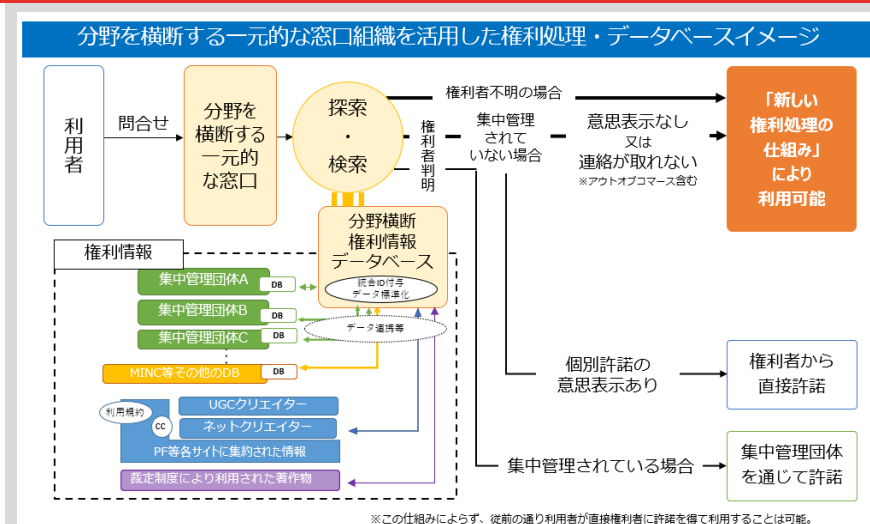 分野を横断する一元的な窓口組織を活用した権利処理・データベースイメージ
利用者
問合せ
分野を
横断する
一元的
な窓口
探索
・
検索
権利者不明の場合
権利者判明
集中管理
されて
いない場合
意思表示なし
又は
連絡が取れない
※アウトオブコマース含む
「新しい
権利処理の
仕組み」
により
利用可能
分野横断
権利情報
データベース
統合ID付与
データ標準化
データ連携等
権利情報
集中管理団体A
DB
集中管理団体B
DB
集中管理団体C
DB
MINC等その他のDB
DB
利用規約
CC
UGCクリエイター
ネットクリエイター
PF等各サイトに集約された情報
裁定制度により利用された著作物
個別許諾の
意思表示あり
権利者から
直接許諾
集中管理されている場合
集中管理団体
を通じて許諾
※この仕組みによらず、従前の通り利用者が直接権利者に許諾を得て利用することは可能。